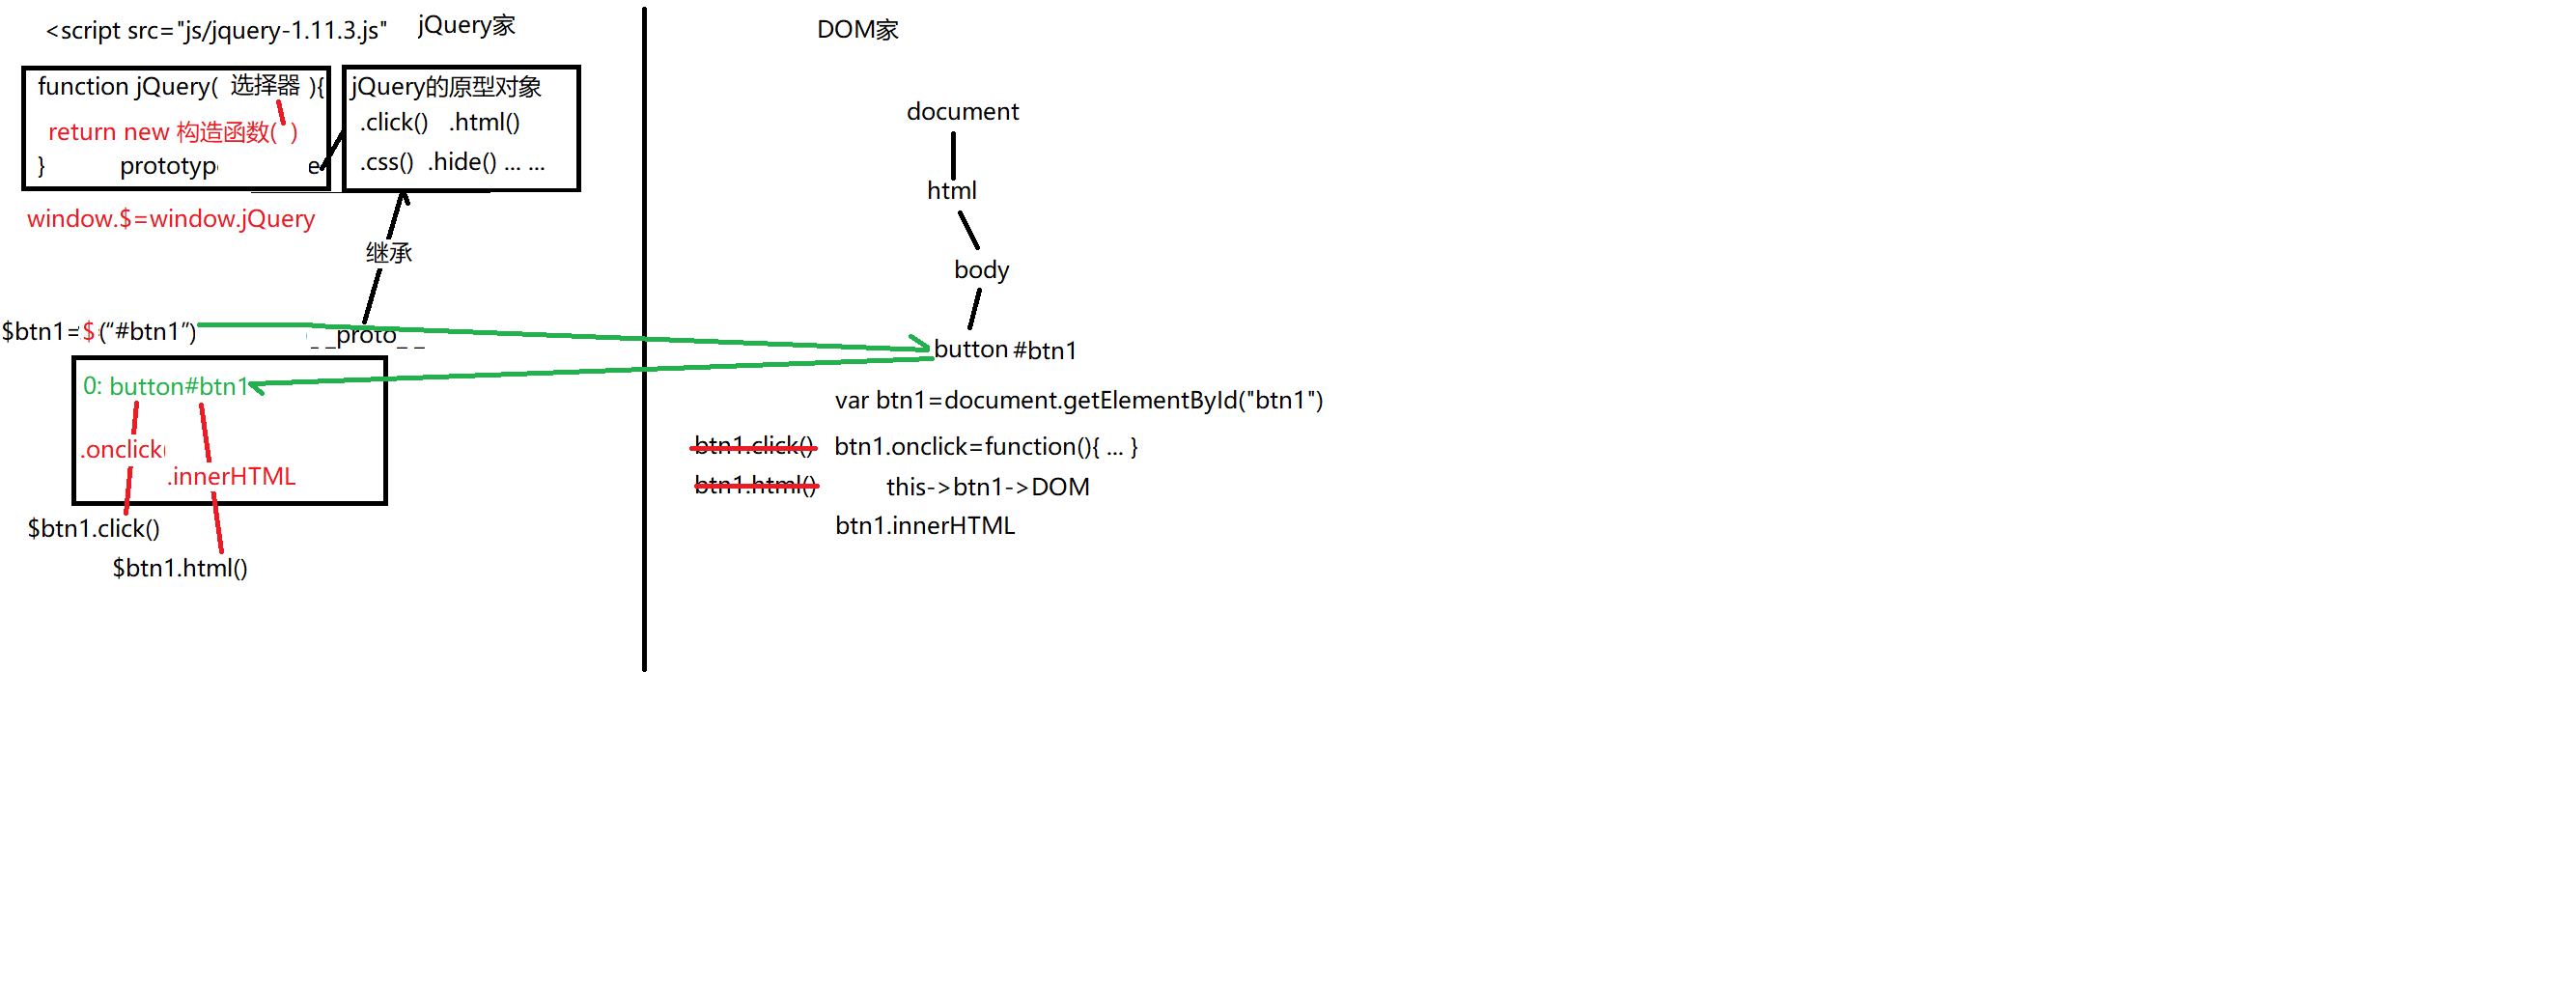 <script src="js/jquery-1.11.3.js"
jQuery家
function jQuery( 选择器 ){
return new 构造函数( )
} prototype e
jQuery的原型对象
.click() .html()
.css() .hide() ... ...
window.$=window.jQuery
继承
$btn1=$(“#btn1”)
_ _proto_ _
0: button#btn1
.onclick
.innerHTML
$btn1.click()
$btn1.html()
DOM家
document
html
body
button #btn1
var btn1=document.getElementById("btn1")
btn1.click() btn1.onclick=function(){ ... }
btn1.html() this->btn1->DOM
btn1.innerHTML